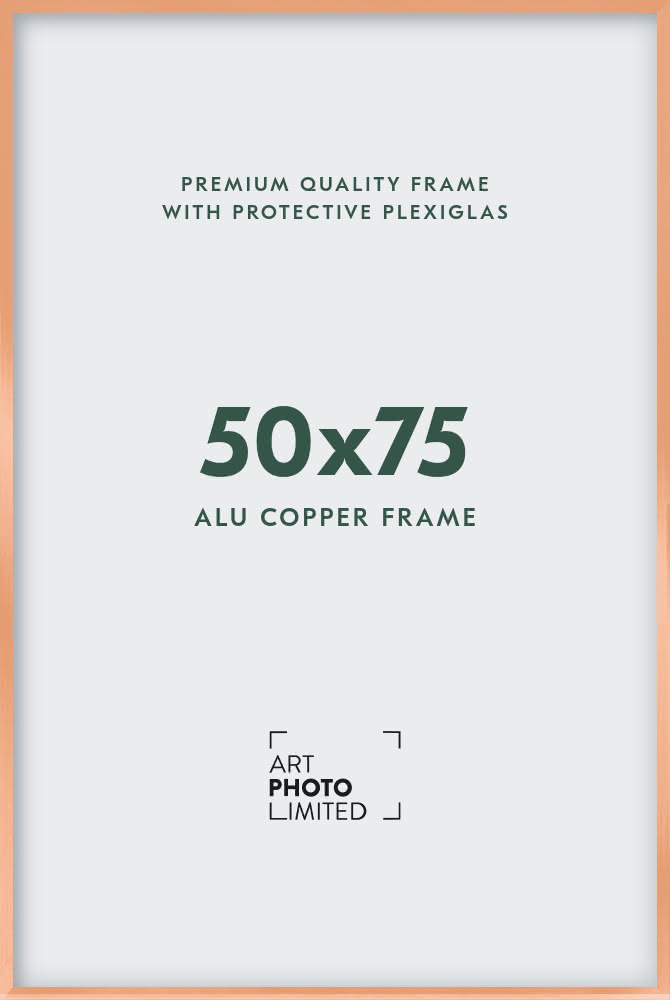 PREMIUM QUALITY FRAME
WITH PROTECTIVE PLEXIGLAS
50x75
ALU COPPER FRAME
ART
PHOTO
LIMITED